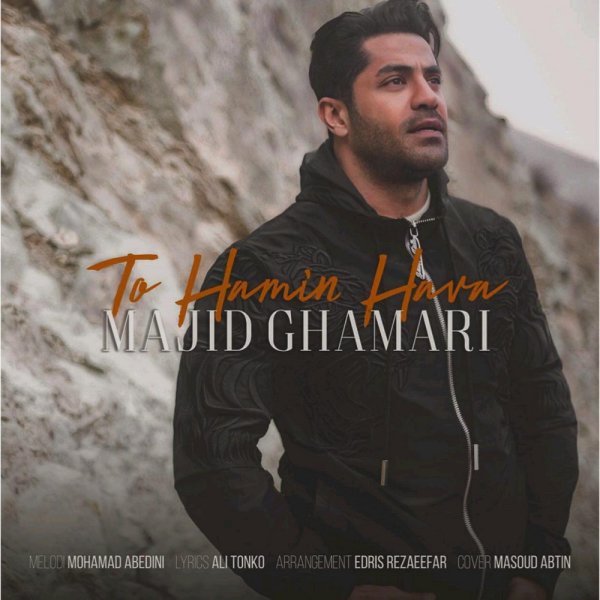 To Hamin Hava
MAJID GHAMARI
MELODI MOHAMAD ABEDINI LYRICS ALI TONKO ARRANGEMENT EDRIS REZAEEFAR COVER MASOUD ABTIN